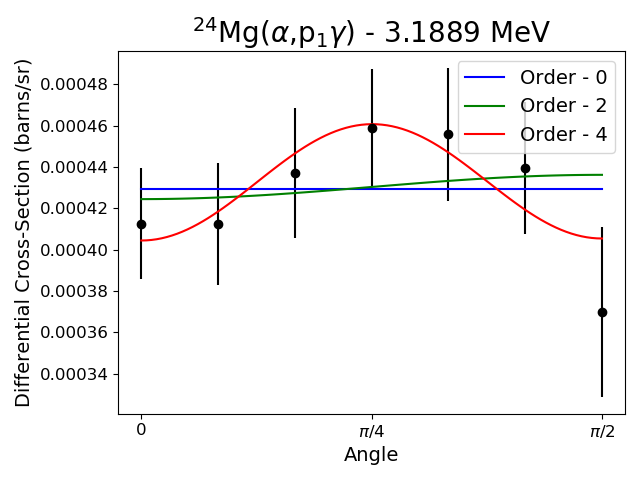 ²⁴Mg(α,p₁γ) - 3.1889 MeV
Differential Cross-Section (barns/sr)
0.00048
0.00046
0.00044
0.00042
0.00040
0.00038
0.00036
0.00034
Order - 0
Order - 2
Order - 4
0
π/4
π/2
Angle